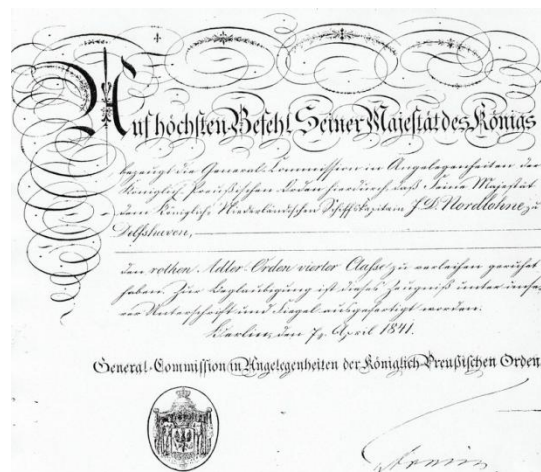 Auf höchsten Befehl Seiner Majestät des Königs
bezeugt die General-Commission in Angelegenheiten der
Königlich Preußischen Orden hierdurch, daß Seine Majestät
dem Königlich Niederländischen Schiffskapitain J. D. Nordlohne zu
Delfshaven,
den rothen Adler-Orden vierter Classe zu verleihen geruhet
haben. Zur Beglaubigung ist dieses Zeugniß unter unse-
rer Unterschrift und Siegel ausgefertigt worden.
Berlin, den 7. April 1841.
General-Commission in Angelegenheiten der Königlich Preußischen Orden